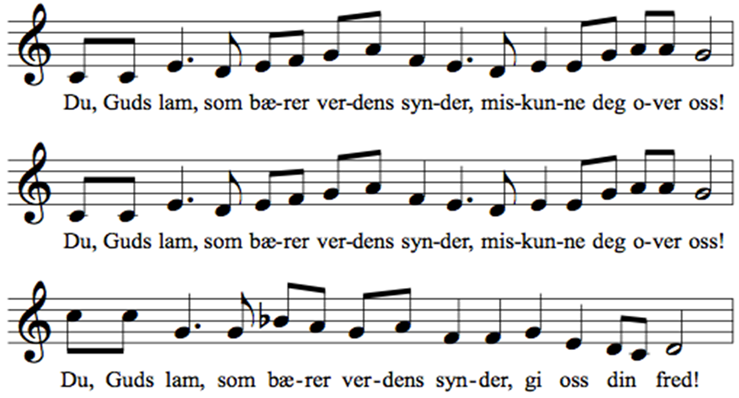 Du, Guds lam, som bæ-rer ver-dens syn-der, mis-kun-ne deg o-ver oss!
Du, Guds lam, som bæ-rer ver-dens syn-der, mis-kun-ne deg o-ver oss!
Du, Guds lam, som bæ-rer ver-dens syn-der, gi oss din fred!